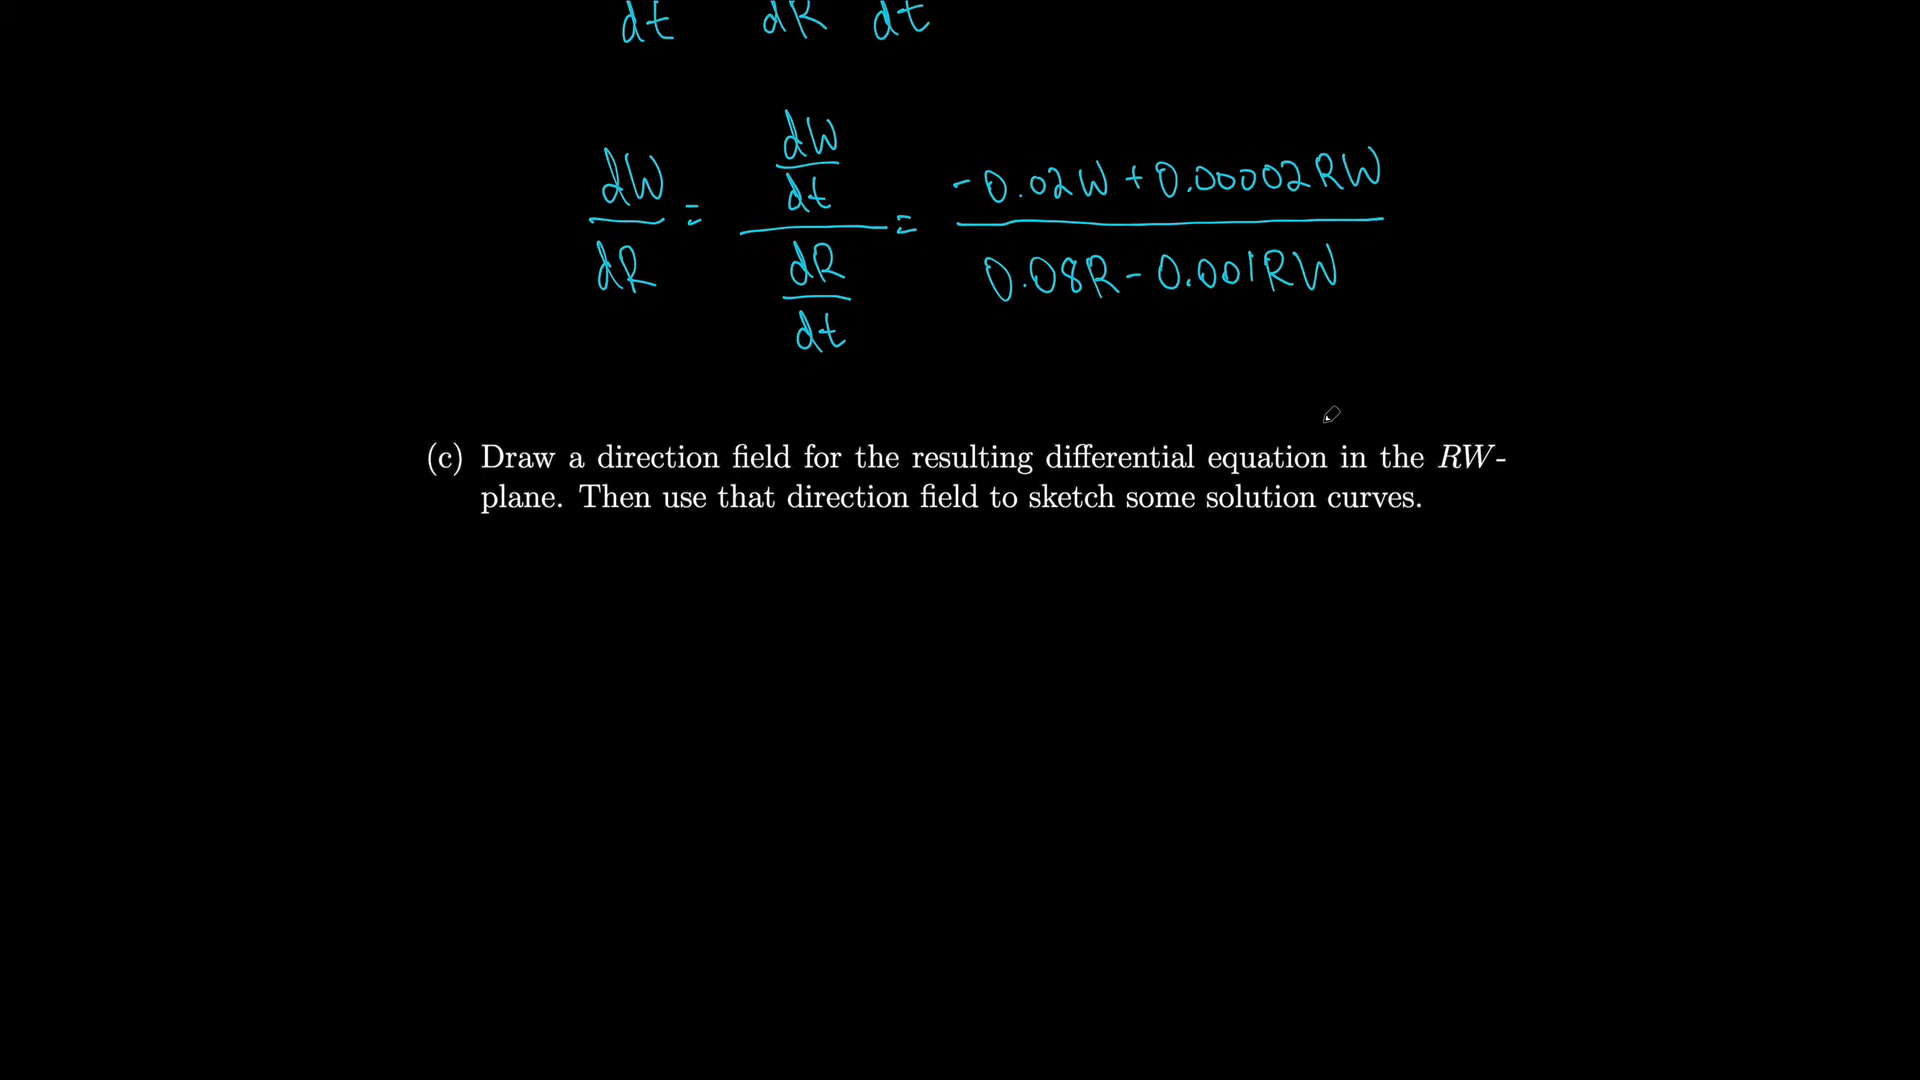 dt dR dt
dW/dR = (dW/dt)/(dR/dt) = (-0.02W + 0.00002RW)/(0.08R - 0.001RW)
(c) Draw a direction field for the resulting differential equation in the RW-
plane. Then use that direction field to sketch some solution curves.